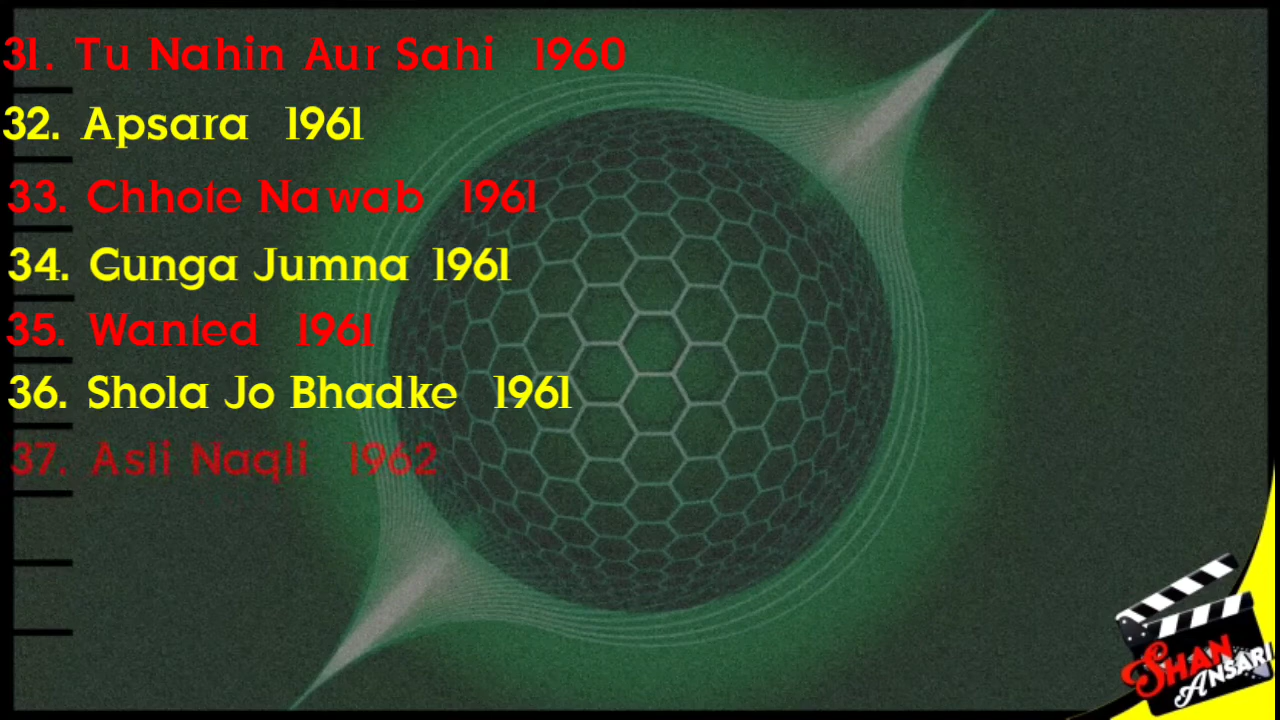 31. Tu Nahin Aur Sahi 1960
32. Apsara 1961
33. Chhote Nawab 1961
34. Gunga Jumna 1961
35. Wanted 1961
36. Shola Jo Bhadke 1961
37. Asli Naqli 1962
SHAN
ANSARI